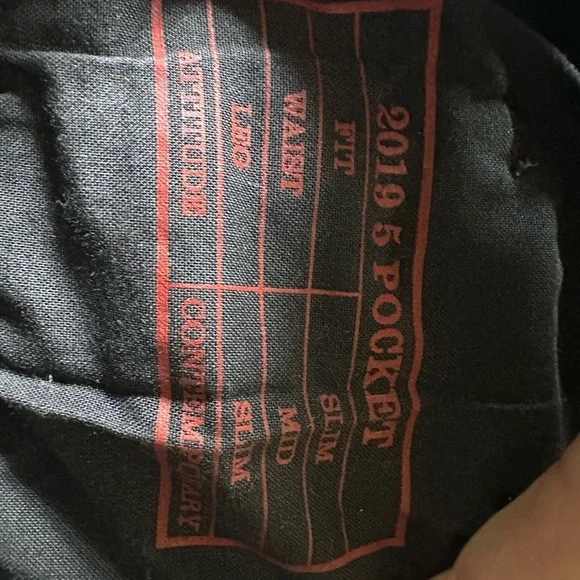 2019 5 POCKET
FIT SLIM
WAIST MID
LEG SLIM
ATTITUDE CONTEMPORARY